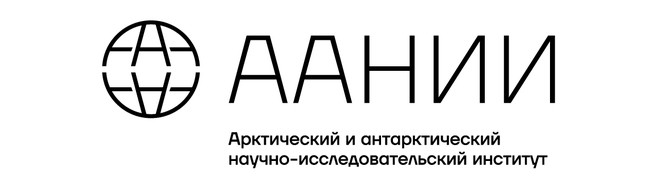 ААНИИ
Арктический и антарктический
научно-исследовательский институт